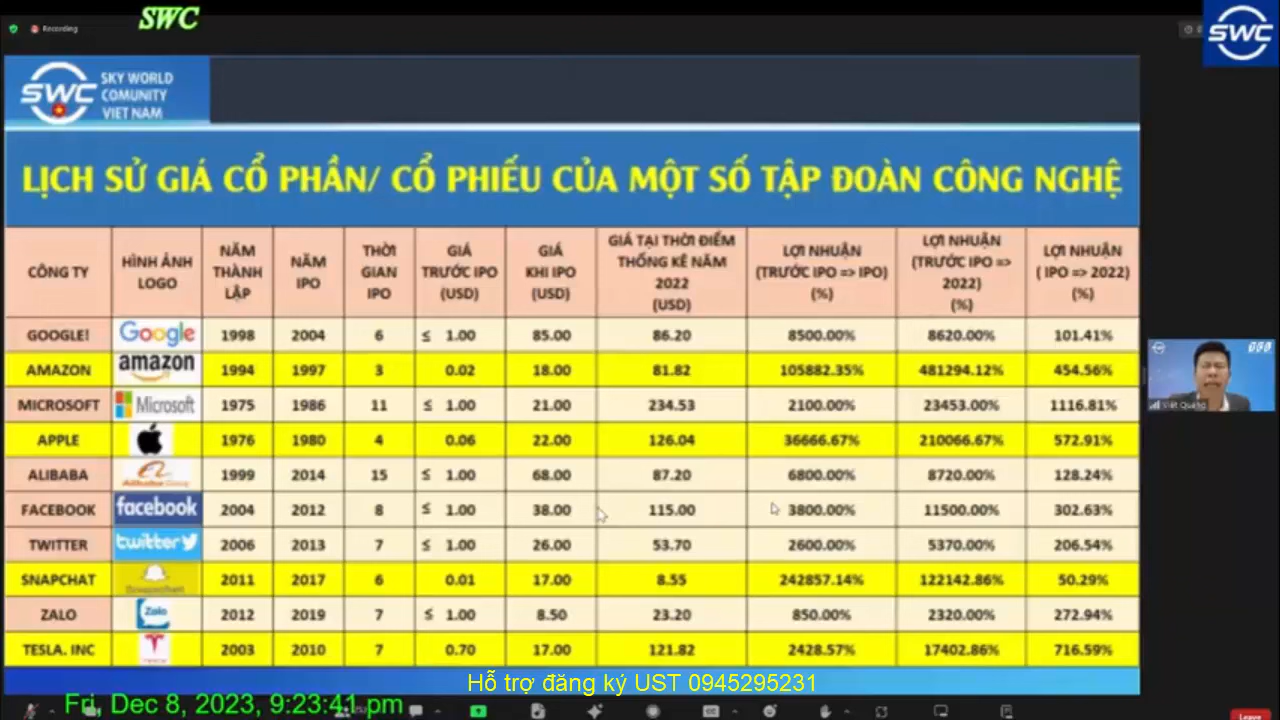 SWC
Recording
SWC
SWC
SKY WORLD
COMUNITY
VIET NAM
LỊCH SỬ GIÁ CỔ PHẦN/ CỔ PHIẾU CỦA MỘT SỐ TẬP ĐOÀN CÔNG NGHỆ
CÔNG TY HÌNH ẢNH LOGO NĂM THÀNH LẬP NĂM IPO THỜI GIAN IPO GIÁ TRƯỚC IPO (USD) GIÁ KHI IPO (USD) GIÁ TẠI THỜI ĐIỂM THỐNG KÊ NĂM 2022 (USD) LỢI NHUẬN (TRƯỚC IPO => IPO) (%) LỢI NHUẬN (TRƯỚC IPO => 2022) (%) LỢI NHUẬN ( IPO => 2022) (%)
GOOGLE! Google 1998 2004 6 ≤ 1.00 85.00 86.20 8500.00% 8620.00% 101.41%
AMAZON amazon 1994 1997 3 0.02 18.00 81.82 105882.35% 481294.12% 454.56%
MICROSOFT Microsoft 1975 1986 11 ≤ 1.00 21.00 234.53 2100.00% 23453.00% 1116.81%
APPLE 1976 1980 4 0.06 22.00 126.04 36666.67% 210066.67% 572.91%
ALIBABA Alibaba Group 1999 2014 15 ≤ 1.00 68.00 87.20 6800.00% 8720.00% 128.24%
FACEBOOK facebook 2004 2012 8 ≤ 1.00 38.00 115.00 3800.00% 11500.00% 302.63%
TWITTER twitter 2006 2013 7 ≤ 1.00 26.00 53.70 2600.00% 5370.00% 206.54%
SNAPCHAT Snapchat 2011 2017 6 0.01 17.00 8.55 242857.14% 122142.86% 50.29%
ZALO Zalo 2012 2019 7 ≤ 1.00 8.50 23.20 850.00% 2320.00% 272.94%
TESLA. INC 2003 2010 7 0.70 17.00 121.82 2428.57% 17402.86% 716.59%
Việt Quang
Hỗ trợ đăng ký UST 0945295231
Fri, Dec 8, 2023, 9:23:41 pm
Leave